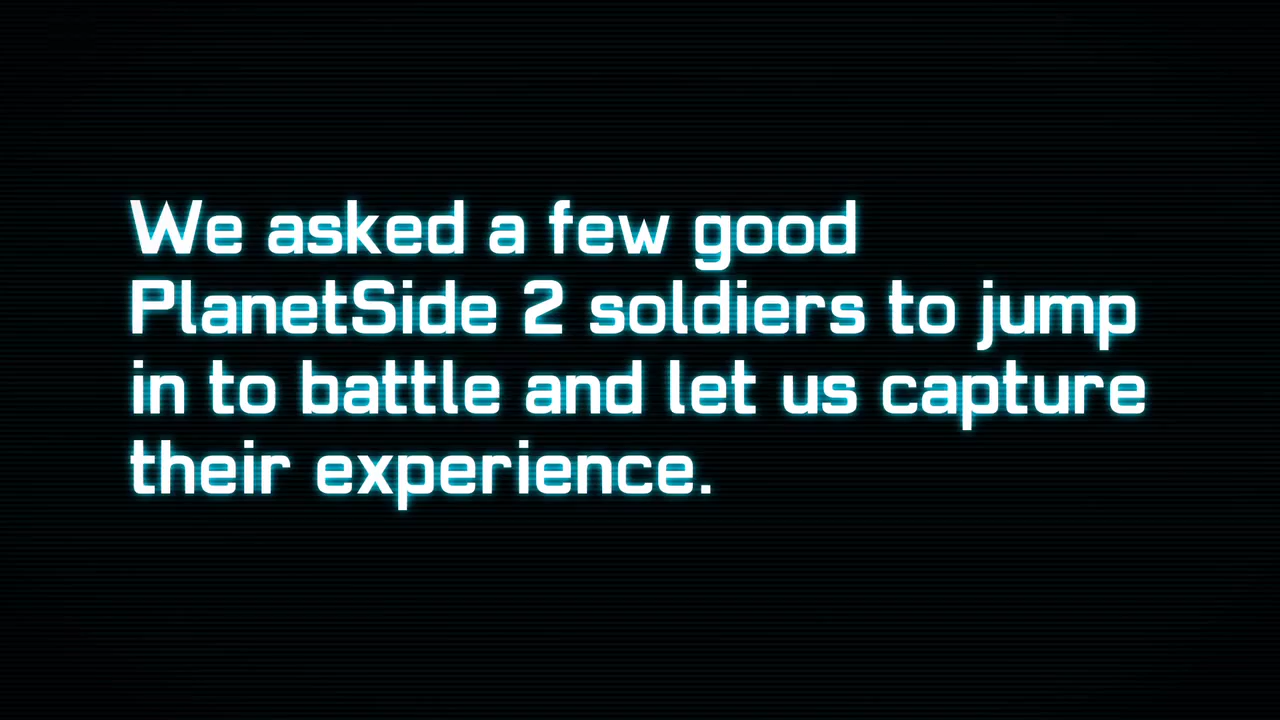 We asked a few good
PlanetSide 2 soldiers to jump
in to battle and let us capture
their experience.